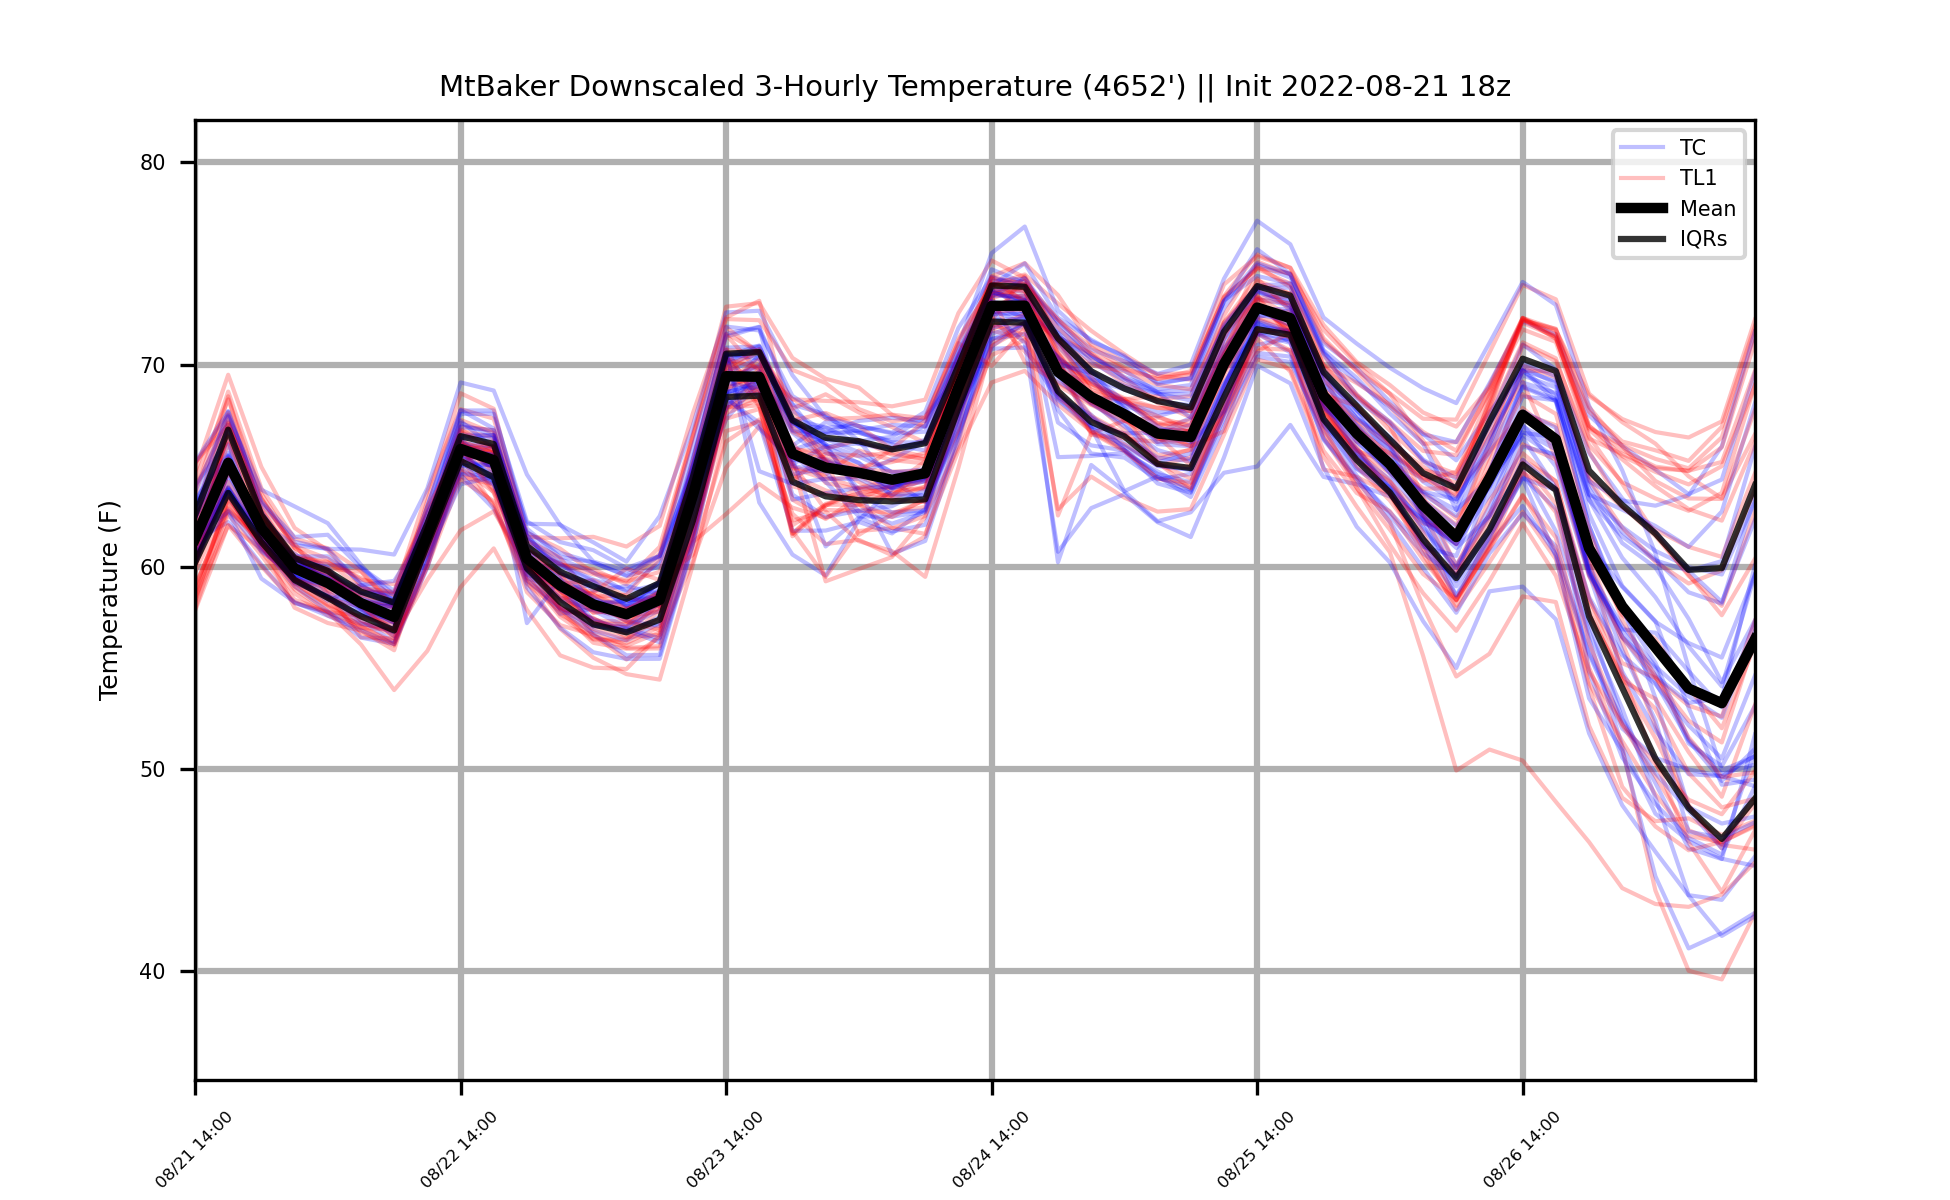 MtBaker Downscaled 3-Hourly Temperature (4652') || Init 2022-08-21 18z
TC
TL1
Mean
IQRs
Temperature (F)
80
70
60
50
40
08/21 14:00
08/22 14:00
08/23 14:00
08/24 14:00
08/25 14:00
08/26 14:00